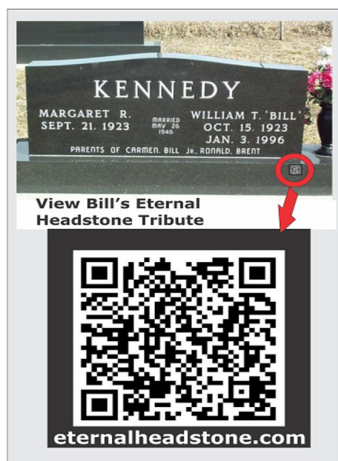 KENNEDY
MARGARET R.
SEPT. 21. 1923
MARRIED
MAY 26
1946
WILLIAM T. 'BILL'
OCT. 15. 1923
JAN. 3. 1996
PARENTS OF CARMEN. BILL JR. RONALD. BRENT
View Bill's Eternal
Headstone Tribute
eternalheadstone.com